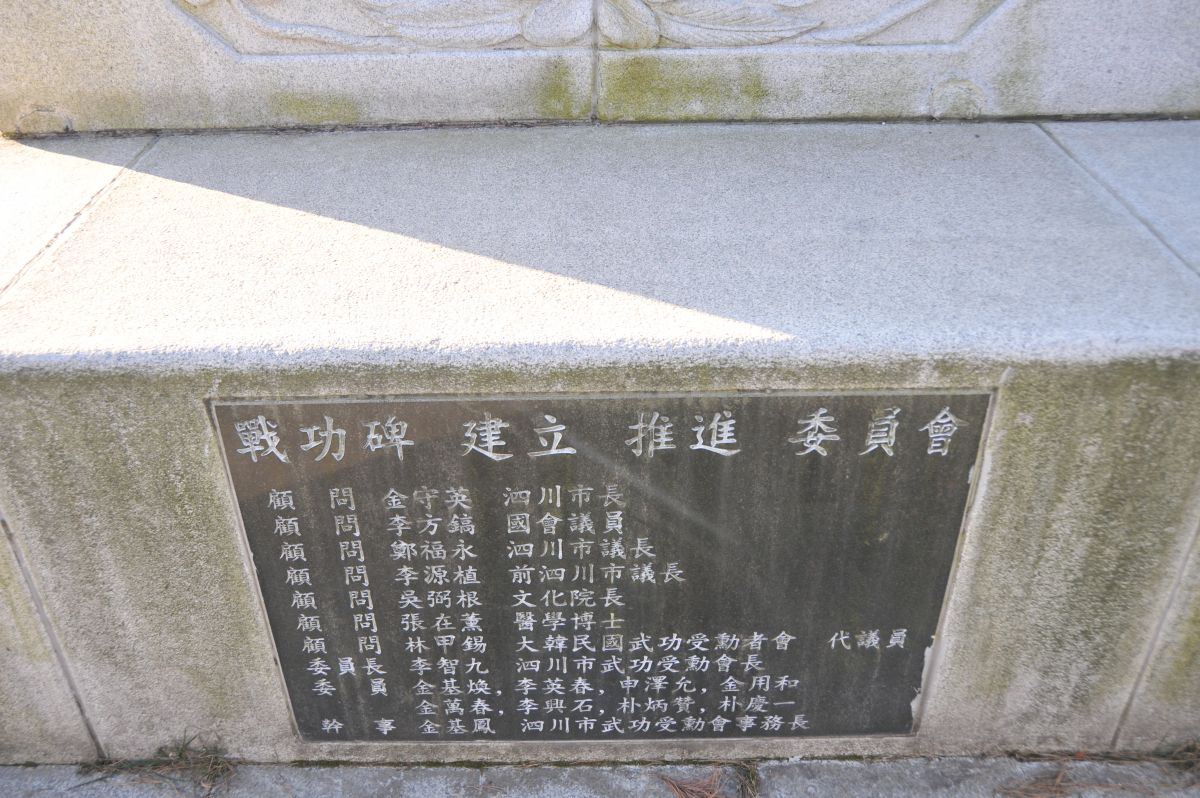 戰功碑 建立 推進 委員會
顧問 金守英 泗川市長
顧問 李方鎬 國會議員
顧問 鄭福永 泗川市議長
顧問 李源植 前泗川市議長
顧問 吳弼根 文化院長
顧問 張在薰 醫學博士
顧問 林甲錫 大韓民國武功受勳者會 代議員
委員長 李智九 泗川市武功受勳會長
委員 金基煥, 李英春, 申澤允, 金用和
金萬春, 李興石, 朴炳贊, 朴慶一
幹事 金基鳳 泗川市武功受勳會事務長